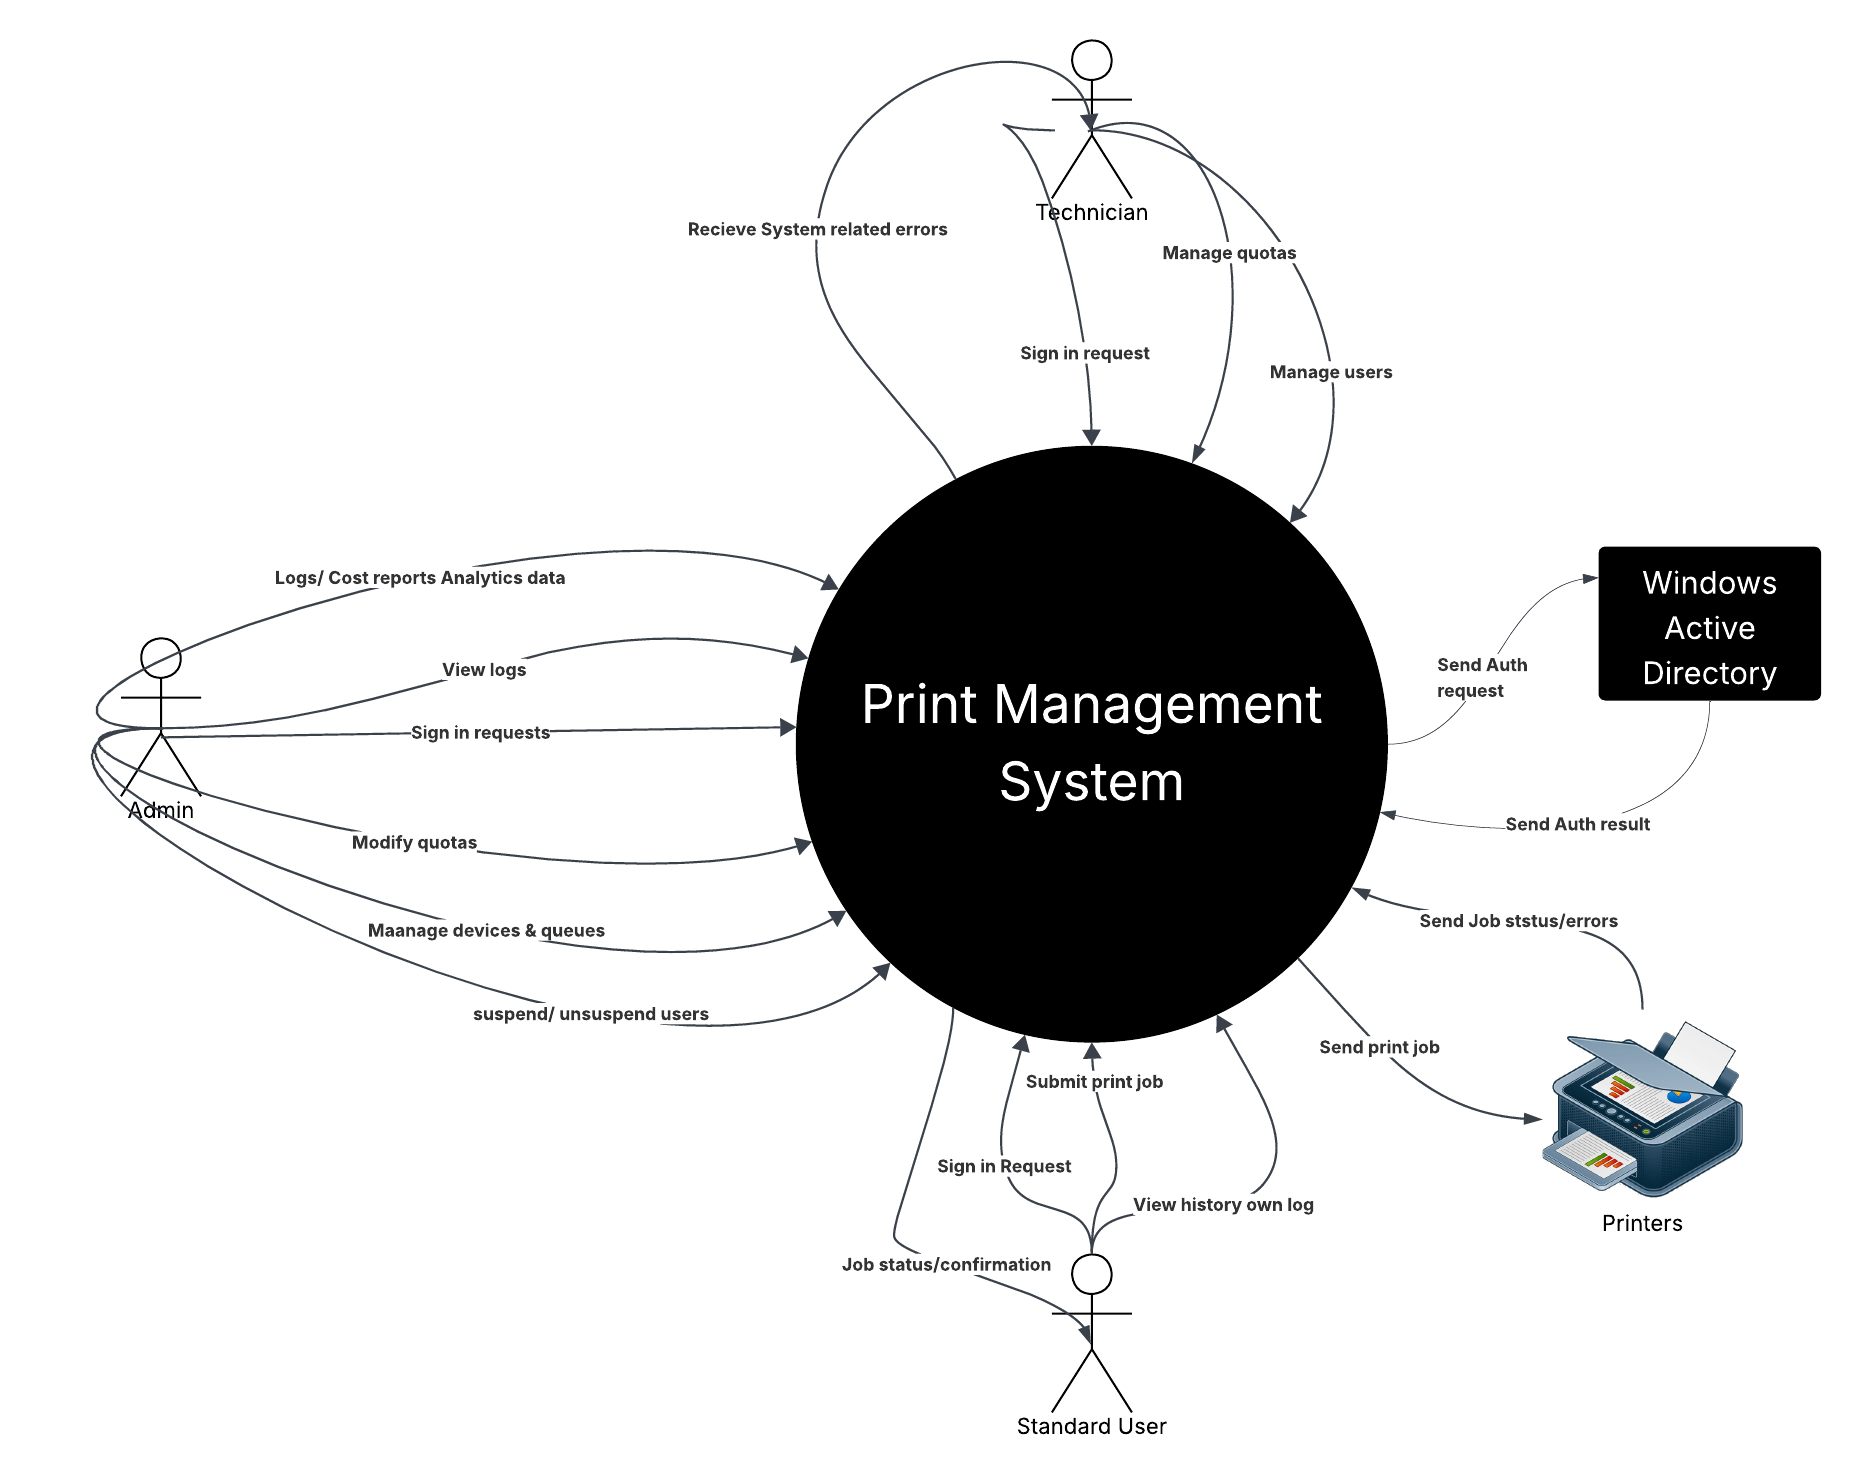 Technician
Recieve System related errors
Manage quotas
Sign in request
Manage users
Logs/ Cost reports Analytics data
View logs
Sign in requests
Admin
Modify quotas
Maanage devices & queues
suspend/ unsuspend users
Print Management
System
Windows
Active
Directory
Send Auth
request
Send Auth result
Send Job ststus/errors
Send print job
Printers
Submit print job
Sign in Request
View history own log
Job status/confirmation
Standard User